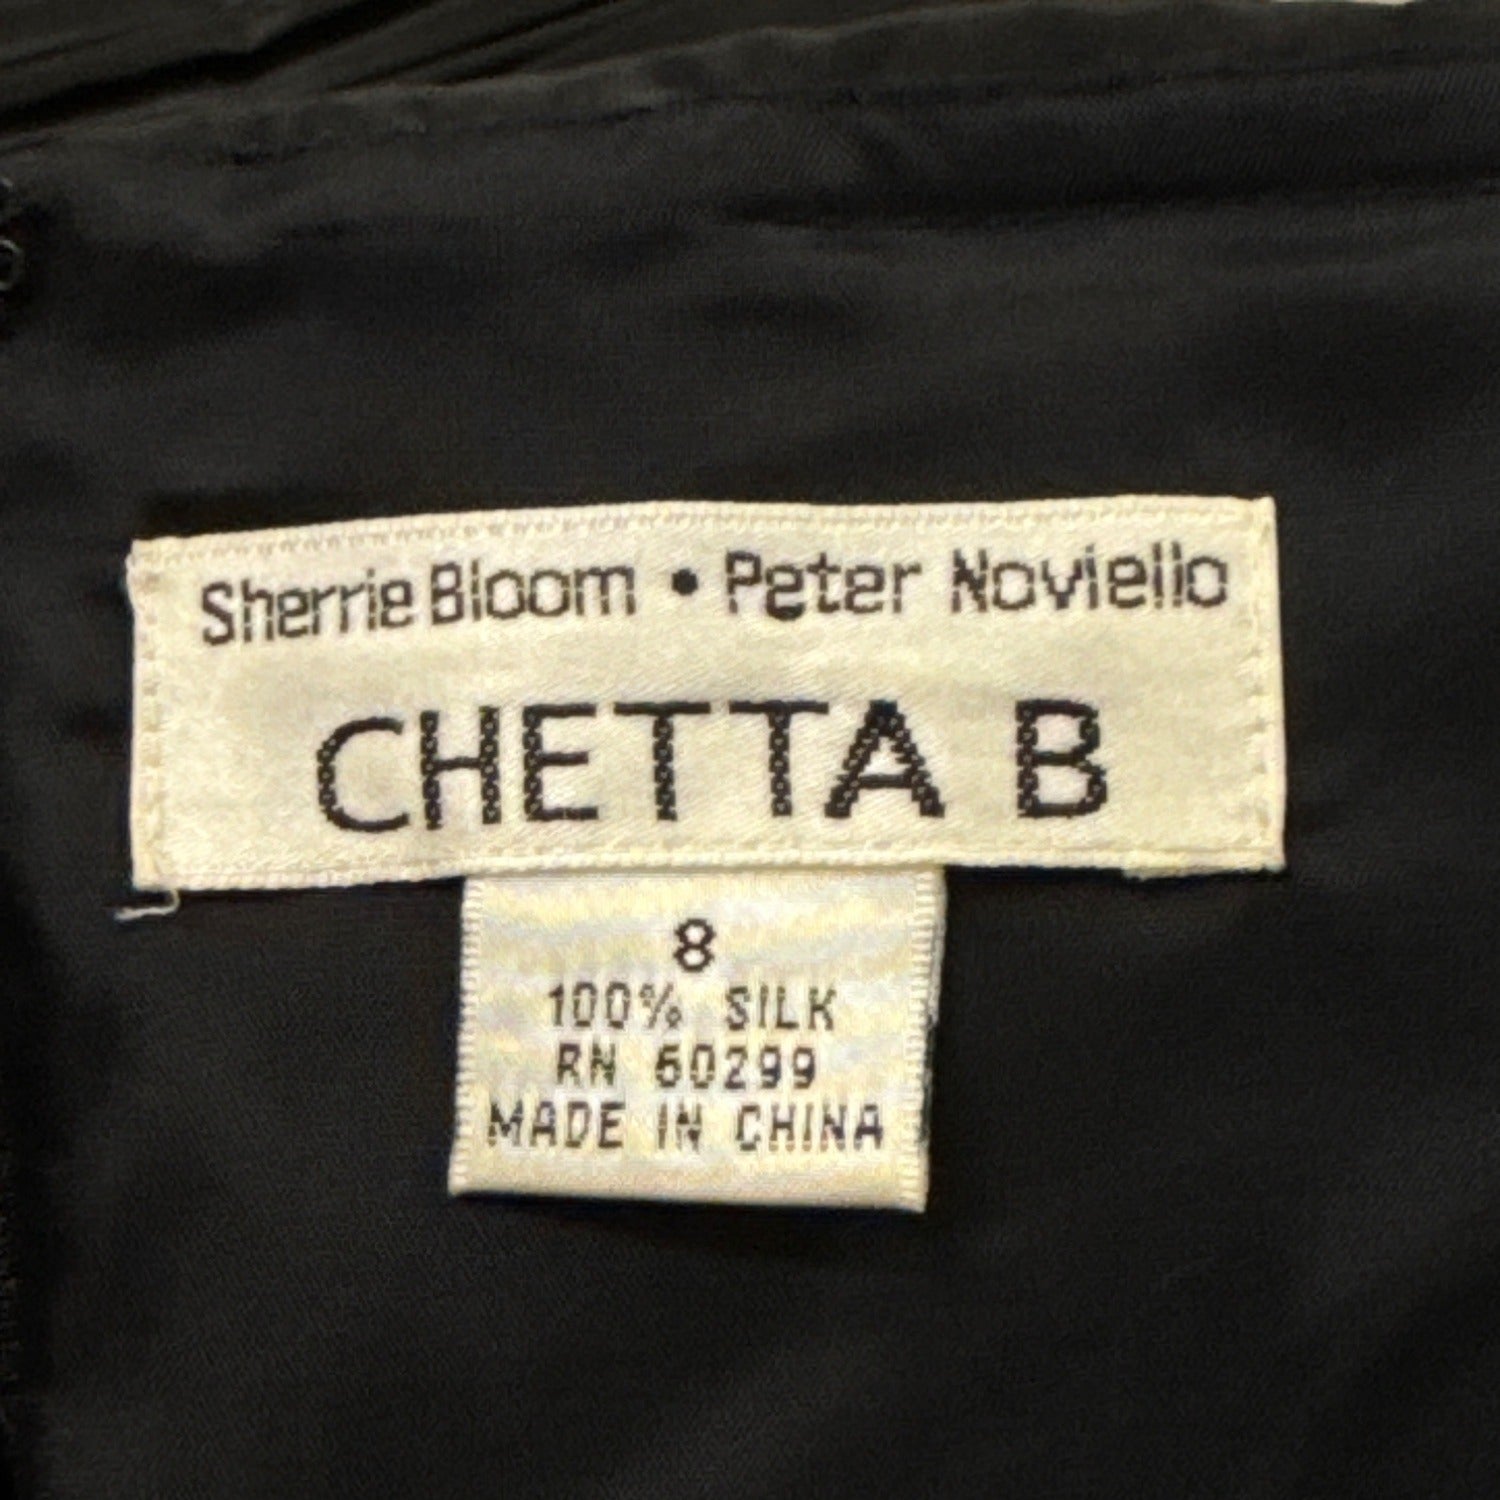 Sherrie Bloom • Peter Noviello
CHETTA B
8
100% SILK
RN 60299
MADE IN CHINA